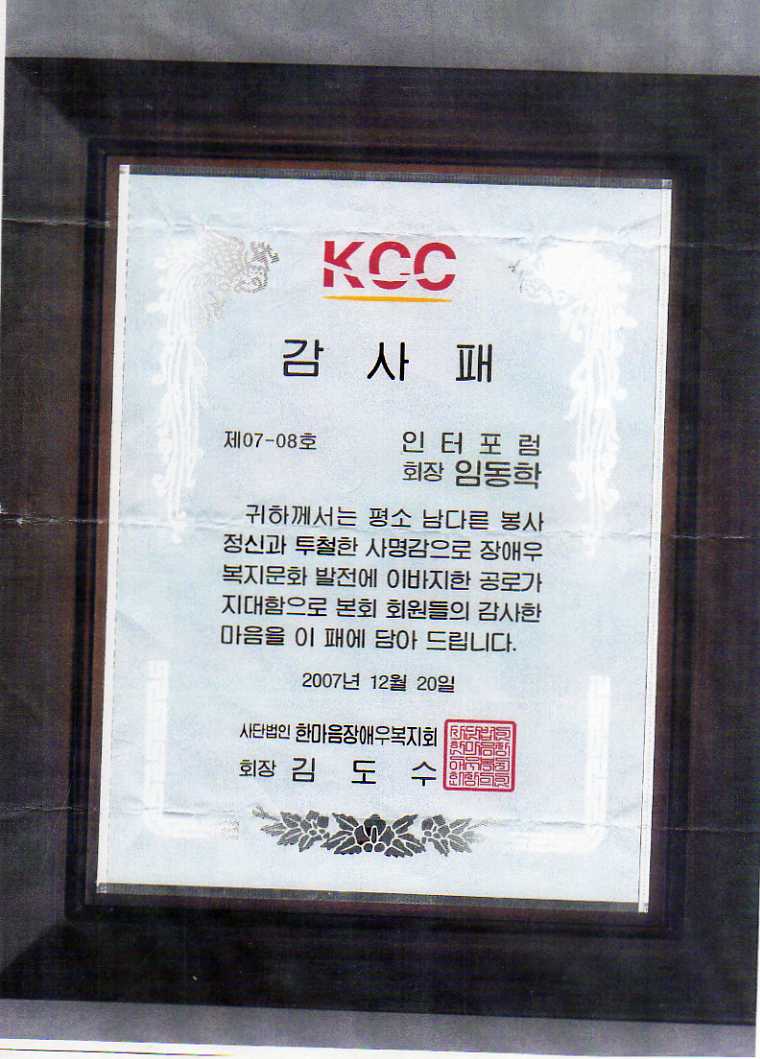 KCC
감 사 패
제07-08호
인 터 포 럼
회장 임동학
귀하께서는 평소 남다른 봉사
정신과 투철한 사명감으로 장애우
복지문화 발전에 이바지한 공로가
지대함으로 본회 회원들의 감사한
마음을 이 패에 담아 드립니다.
2007년 12월 20일
사단법인 한마음장애우복지회
회장 김 도 수